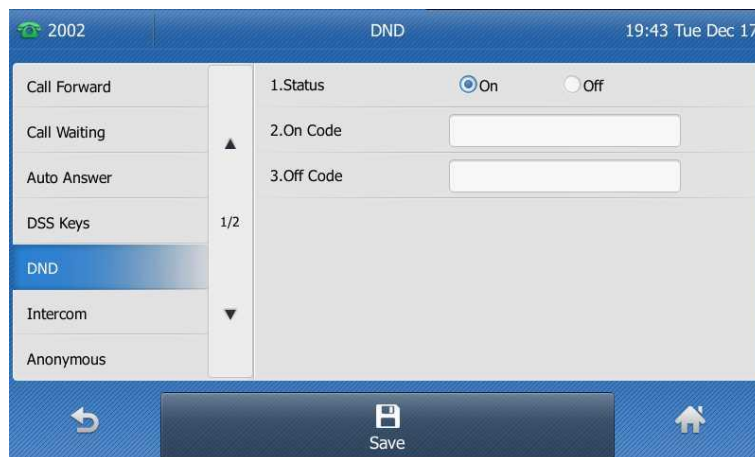 2002 DND 19:43 Tue Dec 17
Call Forward
Call Waiting
Auto Answer
DSS Keys
DND
Intercom
Anonymous
1/2
1.Status On Off
2.On Code
3.Off Code
Save